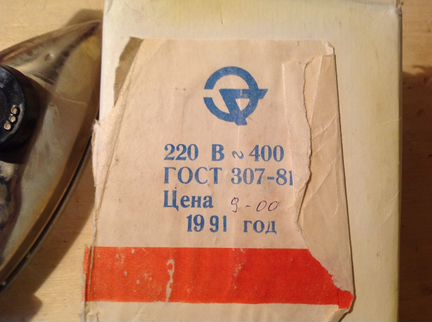 220 В ~ 400
ГОСТ 307-81
Цена 9-00
1991 год